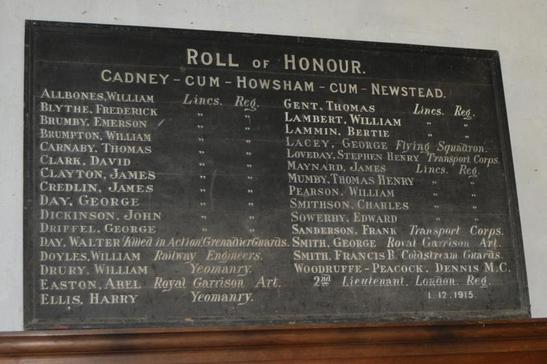 ROLL OF HONOUR.
CADNEY-CUM-HOWSHAM-CUM-NEWSTEAD.
ALLBONES, WILLIAM Lincs. Reg.
BLYTHE, FREDERICK " "
BRUMBY, EMERSON " "
BRUMPTON, WILLIAM " "
CARNABY, THOMAS " "
CLARK, DAVID " "
CLAYTON, JAMES " "
CREDLIN, JAMES " "
DAY, GEORGE " "
DICKINSON, JOHN " "
DRIFFEL, GEORGE " "
DAY, WALTER Killed in Action Grenadier Guards.
DOYLES, WILLIAM Railway Engineers.
DRURY, WILLIAM Yeomanry.
EASTON, ABEL Royal Garrison Art.
ELLIS, HARRY Yeomanry.
GENT, THOMAS Lincs. Reg.
LAMBERT, WILLIAM " "
LAMMIN, BERTIE " "
LACEY, GEORGE Flying Squadron.
LOVEDAY, STEPHEN HENRY Transport Corps.
MAYNARD, JAMES Lincs. Reg.
MUMBY, THOMAS HENRY " "
PEARSON, WILLIAM " "
SMITHSON, CHARLES " "
SOWERBY, EDWARD " "
SANDERSON, FRANK Transport Corps.
SMITH, GEORGE Royal Garrison Art.
SMITH, FRANCIS B. Coldstream Guards.
WOODRUFFE-PEACOCK, DENNIS M.C.
2nd Lieutenant, London Reg.
1.12.1915.